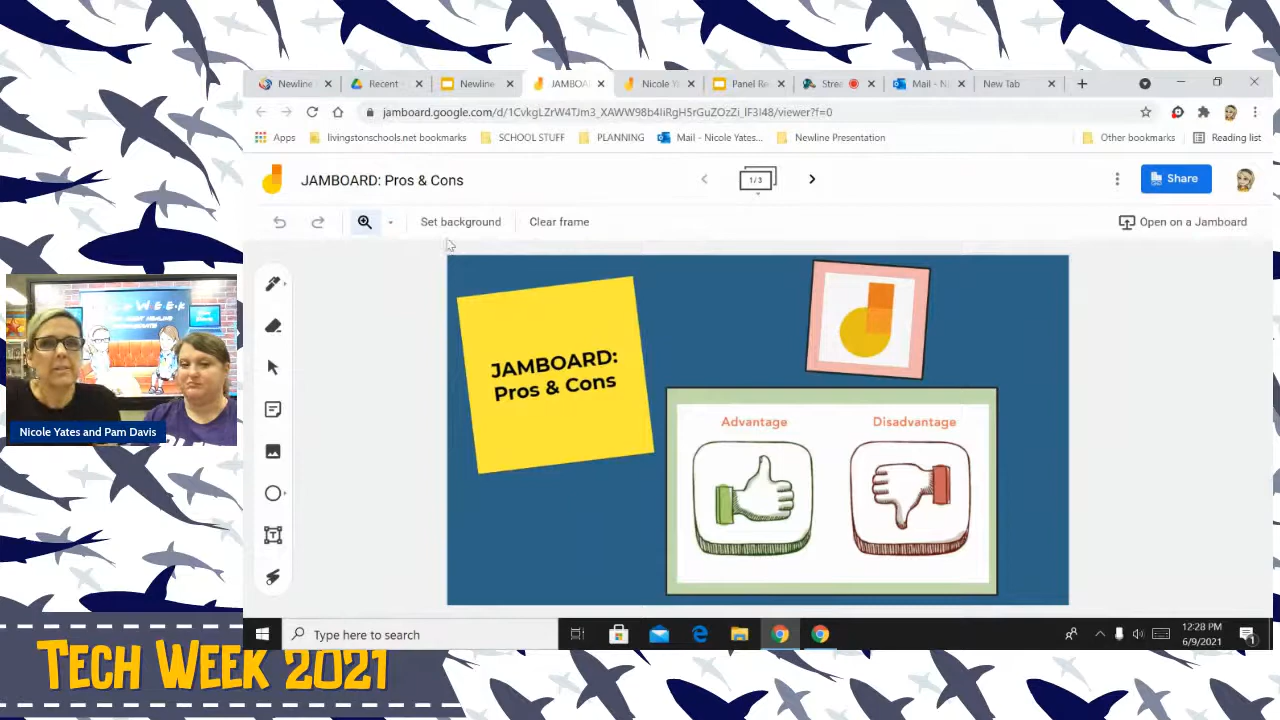 Newline
Recent
Newline
JAMBOA
Nicole Y
Panel Re
Stre
Mail - N
New Tab
jamboard.google.com/d/1CvkgLZrW4TJm3_XAWW98b4IiRgH5rGuZOzZi_lF3I48/viewer?f=0
Apps
livingstonschools.net bookmarks
SCHOOL STUFF
PLANNING
Mail - Nicole Yates...
Newline Presentation
Other bookmarks
Reading list
JAMBOARD: Pros & Cons
1/3
Share
Set background
Clear frame
Open on a Jamboard
JAMBOARD:
Pros & Cons
Advantage
Disadvantage
Nicole Yates and Pam Davis
Type here to search
12:28 PM
6/9/2021
1
TECH WEEK 2021